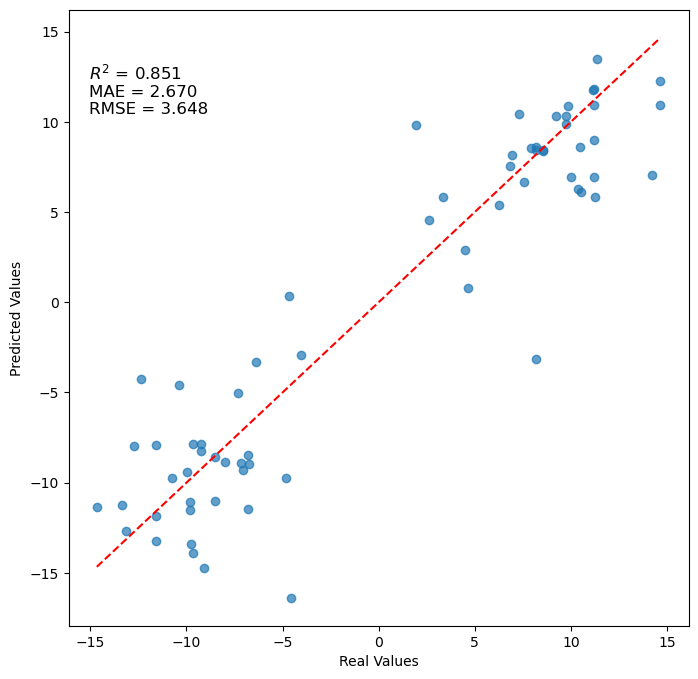 R² = 0.851
MAE = 2.670
RMSE = 3.648
15
10
5
0
−5
−10
−15
Predicted Values
−15 −10 −5 0 5 10 15
Real Values